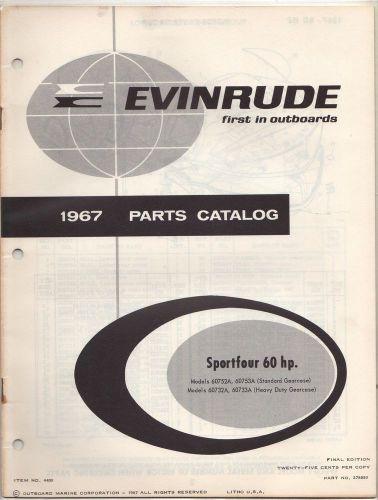 EVINRUDE
first in outboards
1967 PARTS CATALOG
Sportfour 60 hp.
Models 60752A, 60753A (Standard Gearcase)
Models 60732A, 60733A (Heavy Duty Gearcase)
FINAL EDITION
TWENTY-FIVE CENTS PER COPY
ITEM NO. 4400
PART NO.
© OUTBOARD MARINE CORPORATION - 1967 ALL RIGHTS RESERVED LITHO U.S.A.